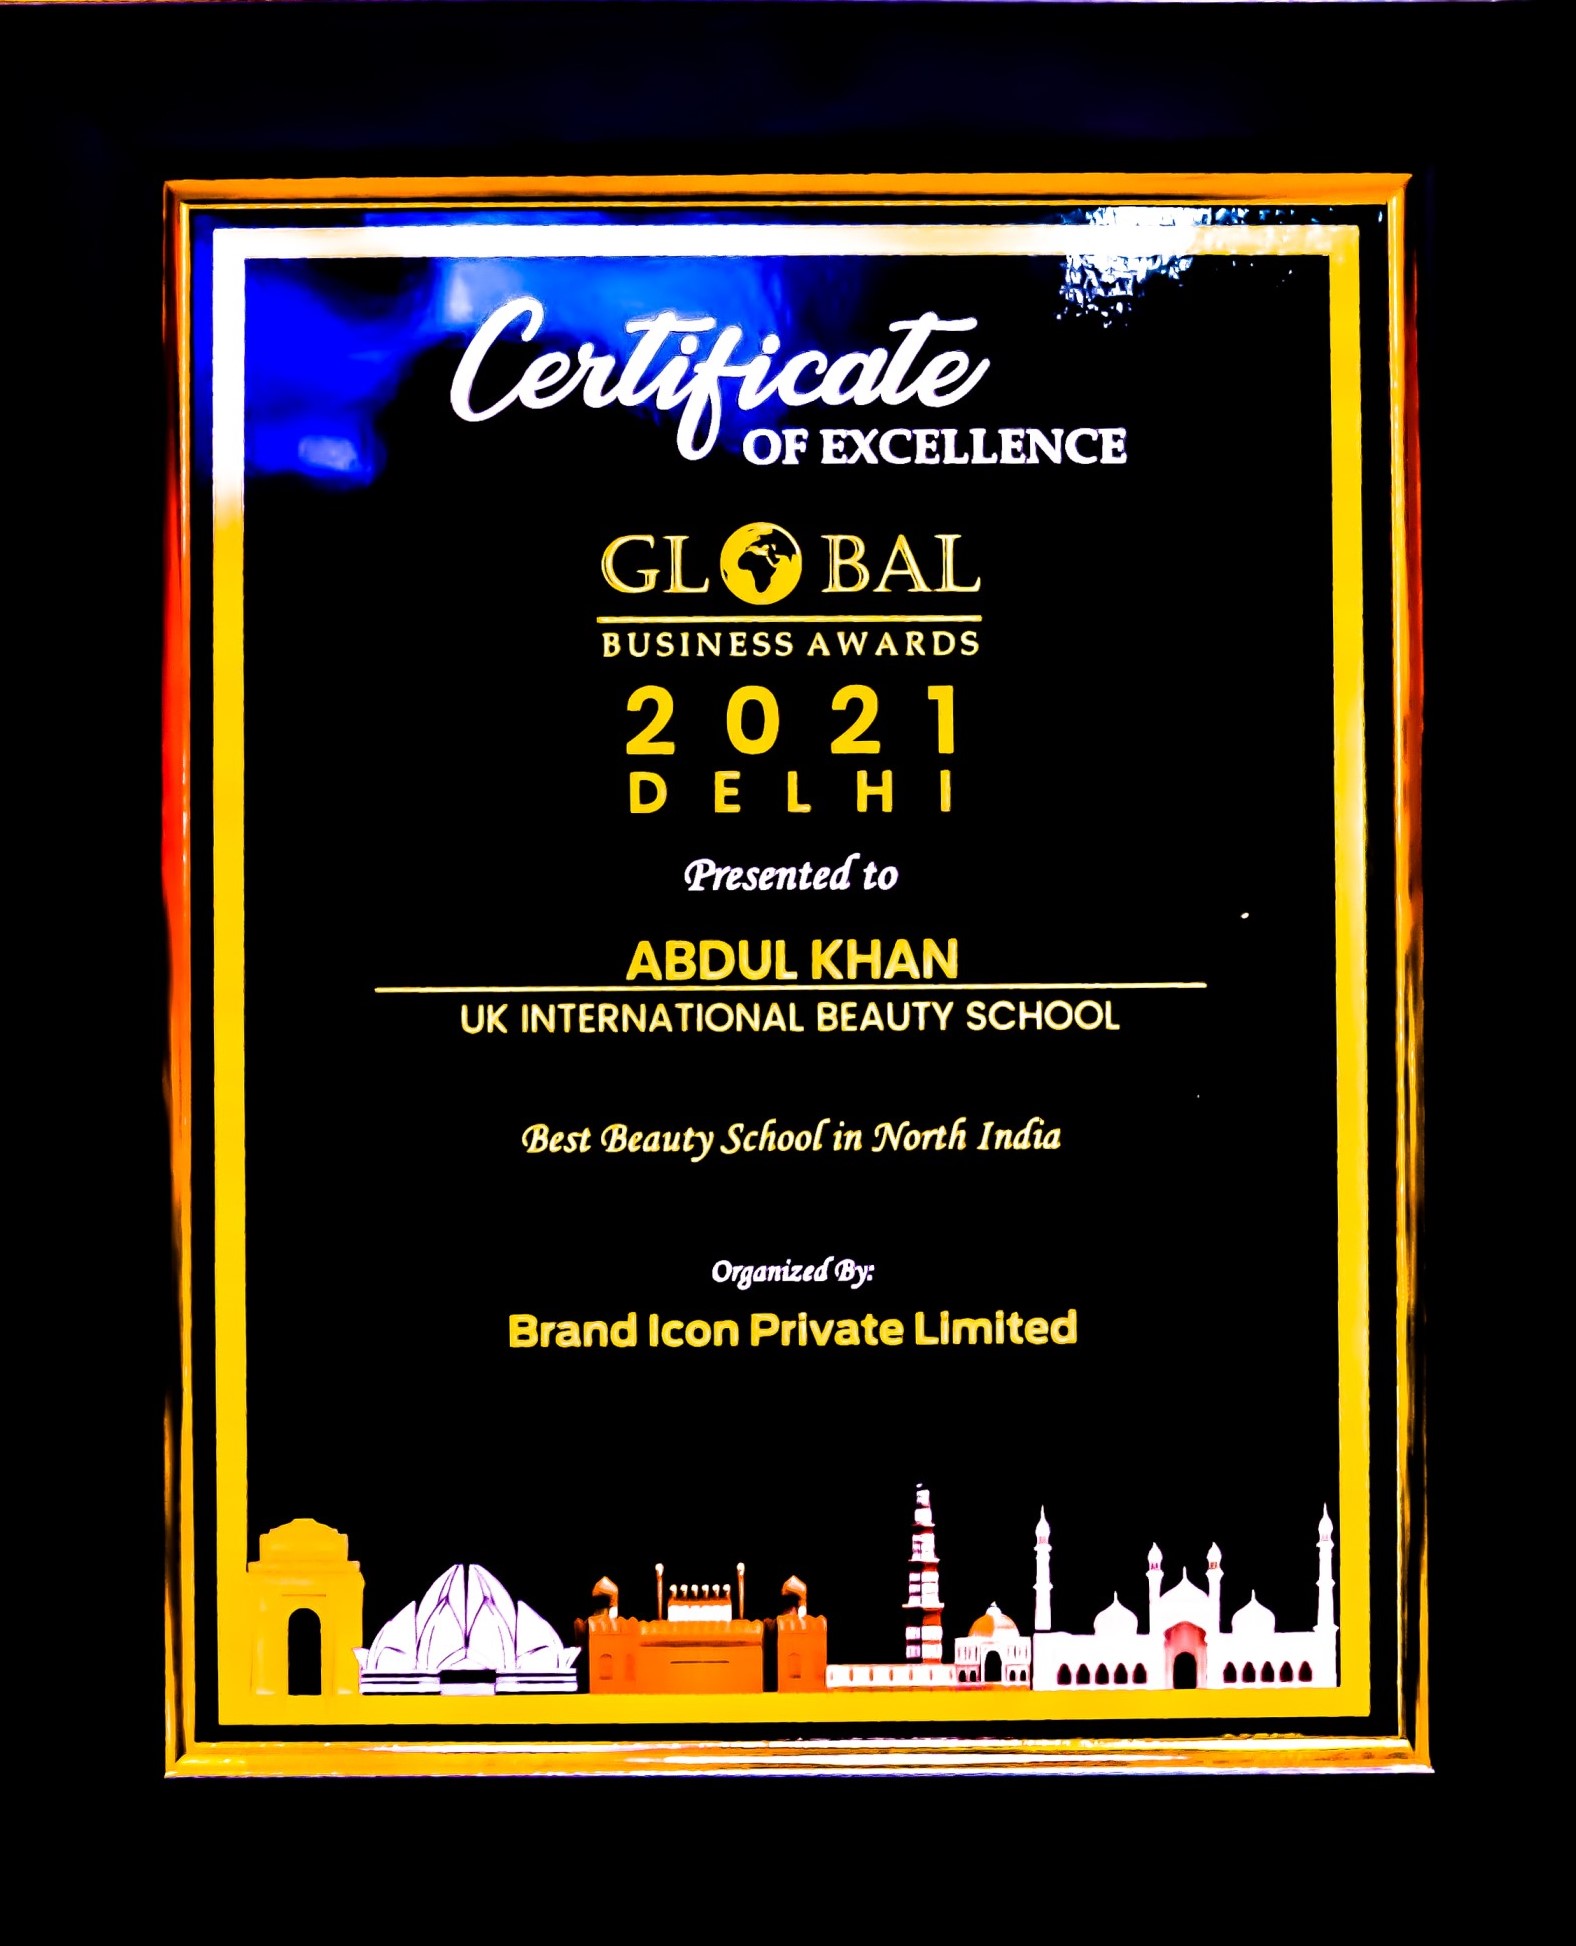 Certificate
OF EXCELLENCE
GLOBAL
BUSINESS AWARDS
2021
DELHI
Presented to
ABDUL KHAN
UK INTERNATIONAL BEAUTY SCHOOL
Best Beauty School in North India
Organized By:
Brand Icon Private Limited